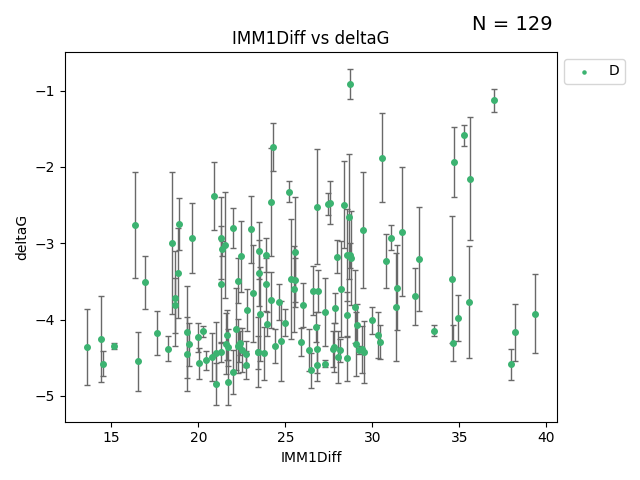 N = 129
IMM1Diff vs deltaG
D
−1
−2
−3
−4
−5
deltaG
15 20 25 30 35 40
IMM1Diff